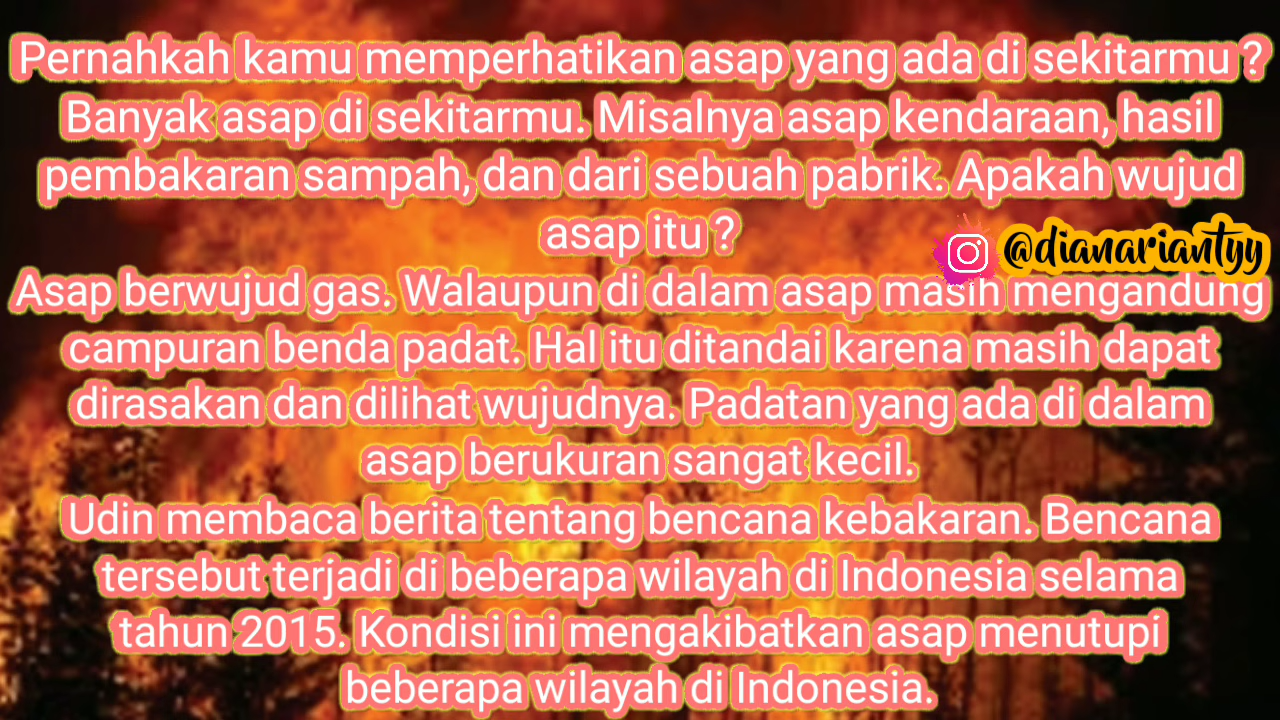 Pernahkah kamu memperhatikan asap yang ada di sekitarmu ?
Banyak asap di sekitarmu. Misalnya asap kendaraan, hasil
pembakaran sampah, dan dari sebuah pabrik. Apakah wujud
asap itu ?
@dianariantyy
Asap berwujud gas. Walaupun di dalam asap masih mengandung
campuran benda padat. Hal itu ditandai karena masih dapat
dirasakan dan dilihat wujudnya. Padatan yang ada di dalam
asap berukuran sangat kecil.
Udin membaca berita tentang bencana kebakaran. Bencana
tersebut terjadi di beberapa wilayah di Indonesia selama
tahun 2015. Kondisi ini mengakibatkan asap menutupi
beberapa wilayah di Indonesia.